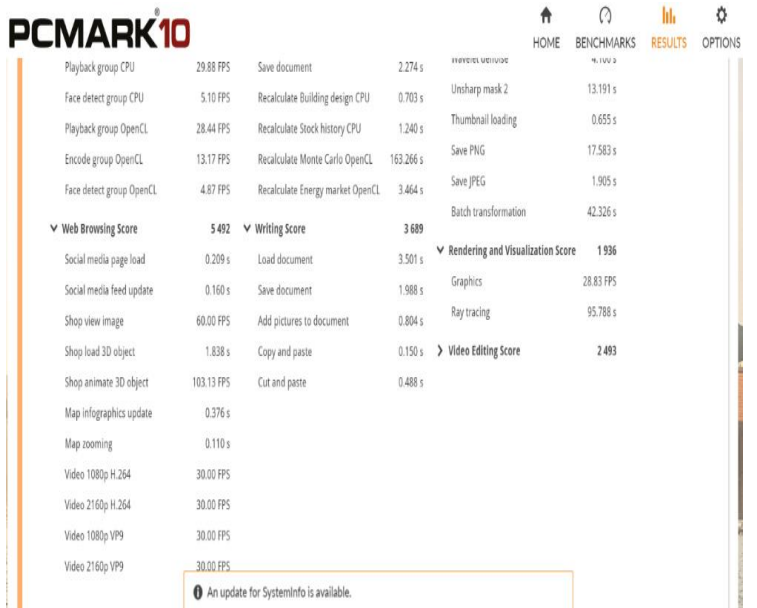 PCMARK®10
HOME BENCHMARKS RESULTS OPTIONS
Playback group CPU 29.88 FPS
Face detect group CPU 5.10 FPS
Playback group OpenCL 28.44 FPS
Encode group OpenCL 13.17 FPS
Face detect group OpenCL 4.87 FPS
Web Browsing Score 5 492
Social media page load 0.209 s
Social media feed update 0.160 s
Shop view image 60.00 FPS
Shop load 3D object 1.838 s
Shop animate 3D object 103.13 FPS
Map infographics update 0.376 s
Map zooming 0.110 s
Video 1080p H.264 30.00 FPS
Video 2160p H.264 30.00 FPS
Video 1080p VP9 30.00 FPS
Video 2160p VP9 30.00 FPS
Save document 2.274 s
Recalculate Building design CPU 0.703 s
Recalculate Stock history CPU 1.240 s
Recalculate Monte Carlo OpenCL 163.266 s
Recalculate Energy market OpenCL 3.464 s
Writing Score 3 689
Load document 3.501 s
Save document 1.988 s
Add pictures to document 0.804 s
Copy and paste 0.150 s
Cut and paste 0.488 s
Wavelet denoise
Unsharp mask 2 13.191 s
Thumbnail loading 0.655 s
Save PNG 17.583 s
Save JPEG 1.905 s
Batch transformation 42.326 s
Rendering and Visualization Score 1 936
Graphics 28.83 FPS
Ray tracing 95.788 s
Video Editing Score 2 493
An update for SystemInfo is available.